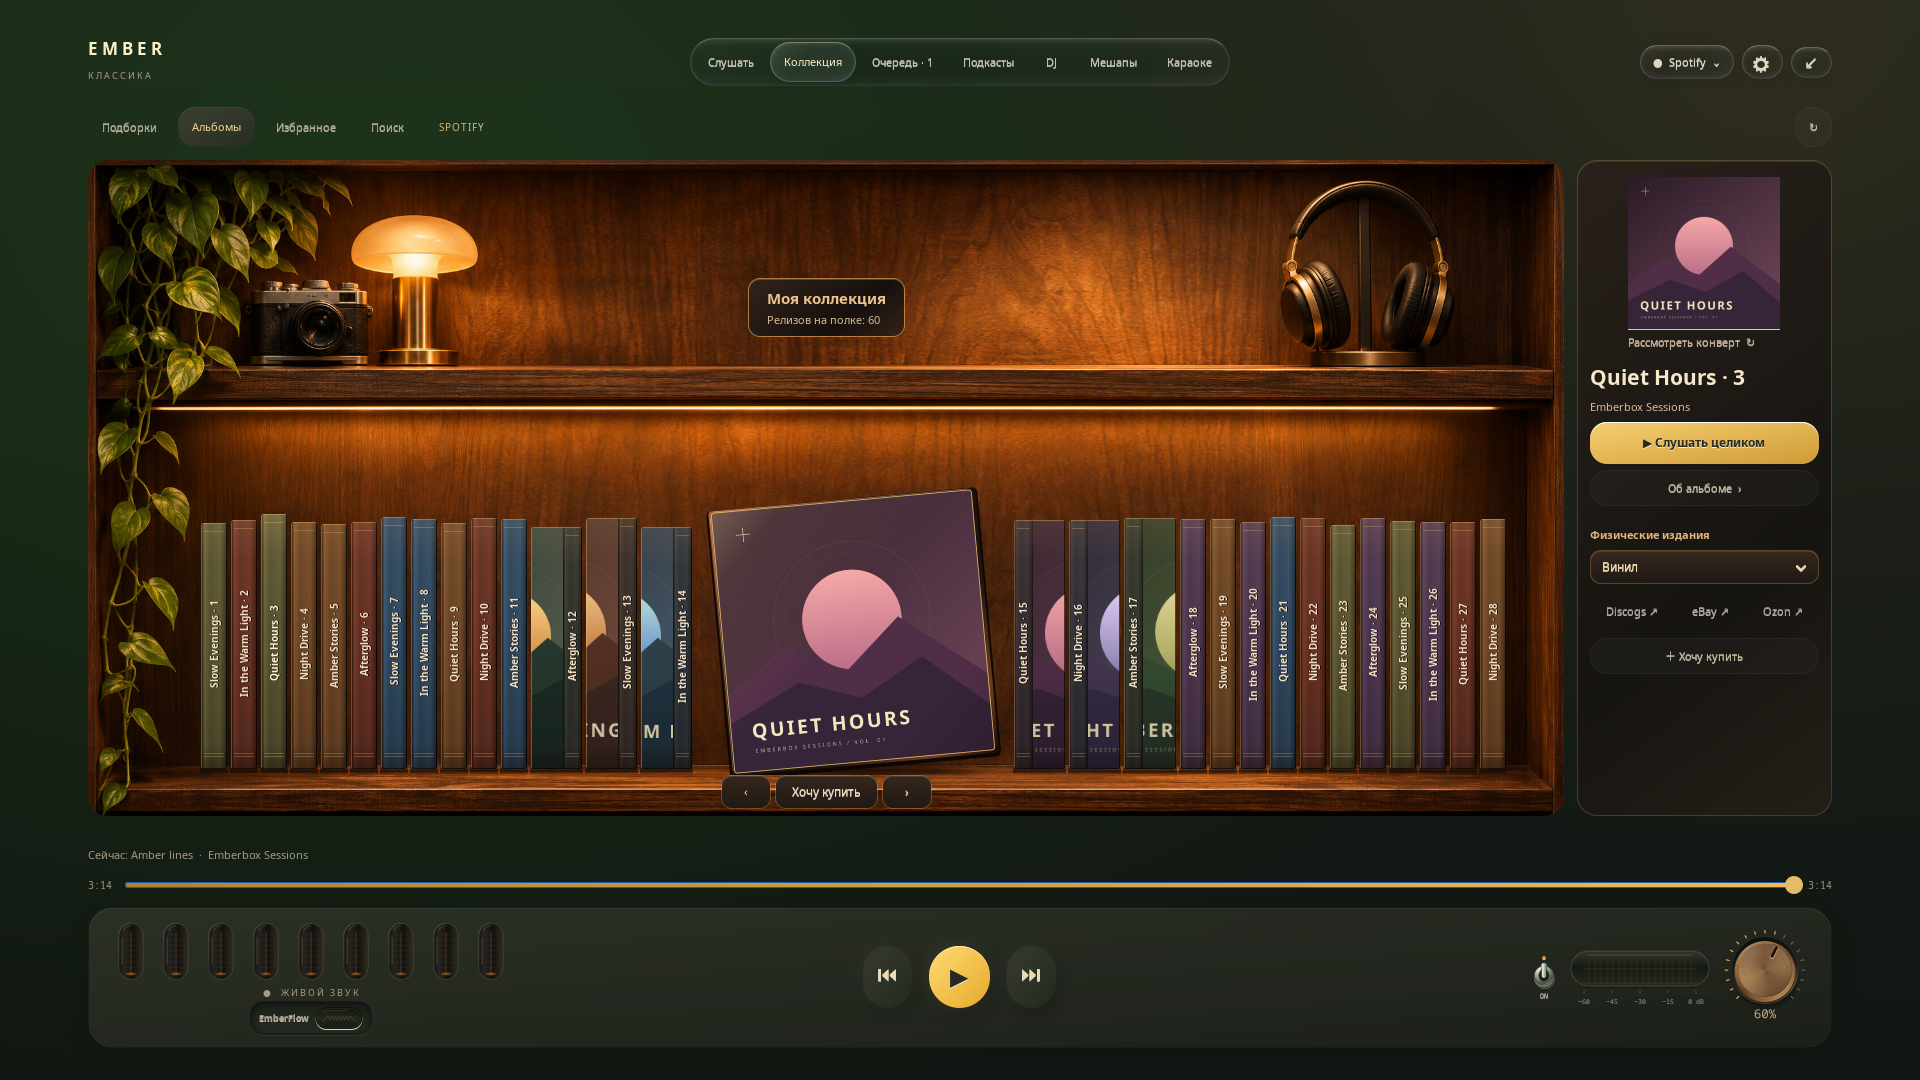 EMBER
КЛАССИКА
Слушать
Коллекция
Очередь · 1
Подкасты
DJ
Мешапы
Караоке
Spotify
Подборки
Альбомы
Избранное
Поиск
SPOTIFY
Моя коллекция
Релизов на полке: 60
Slow Evenings · 1
In the Warm Light · 2
Quiet Hours · 3
Night Drive · 4
Amber Stories · 5
Afterglow · 6
Slow Evenings · 7
In the Warm Light · 8
Quiet Hours · 9
Night Drive · 10
Amber Stories · 11
Afterglow · 12
ENG
Slow Evenings · 13
M
In the Warm Light · 14
QUIET HOURS
EMBERBOX SESSIONS / VOL. 01
Quiet Hours · 15
ET
Night Drive · 16
HT
Amber Stories · 17
BER
Afterglow · 18
Slow Evenings · 19
In the Warm Light · 20
Quiet Hours · 21
Night Drive · 22
Amber Stories · 23
Afterglow · 24
Slow Evenings · 25
In the Warm Light · 26
Quiet Hours · 27
Night Drive · 28
‹
Хочу купить
›
QUIET HOURS
EMBERBOX SESSIONS / VOL. 01
Рассмотреть конверт ↻
Quiet Hours · 3
Emberbox Sessions
▶ Слушать целиком
Об альбоме ›
Физические издания
Винил
Discogs ↗
eBay ↗
Ozon ↗
+ Хочу купить
Сейчас: Amber lines · Emberbox Sessions
3:14
3:14
ЖИВОЙ ЗВУК
EmberFlow
ON
−60 −45 −30 −15 0 dB
60%